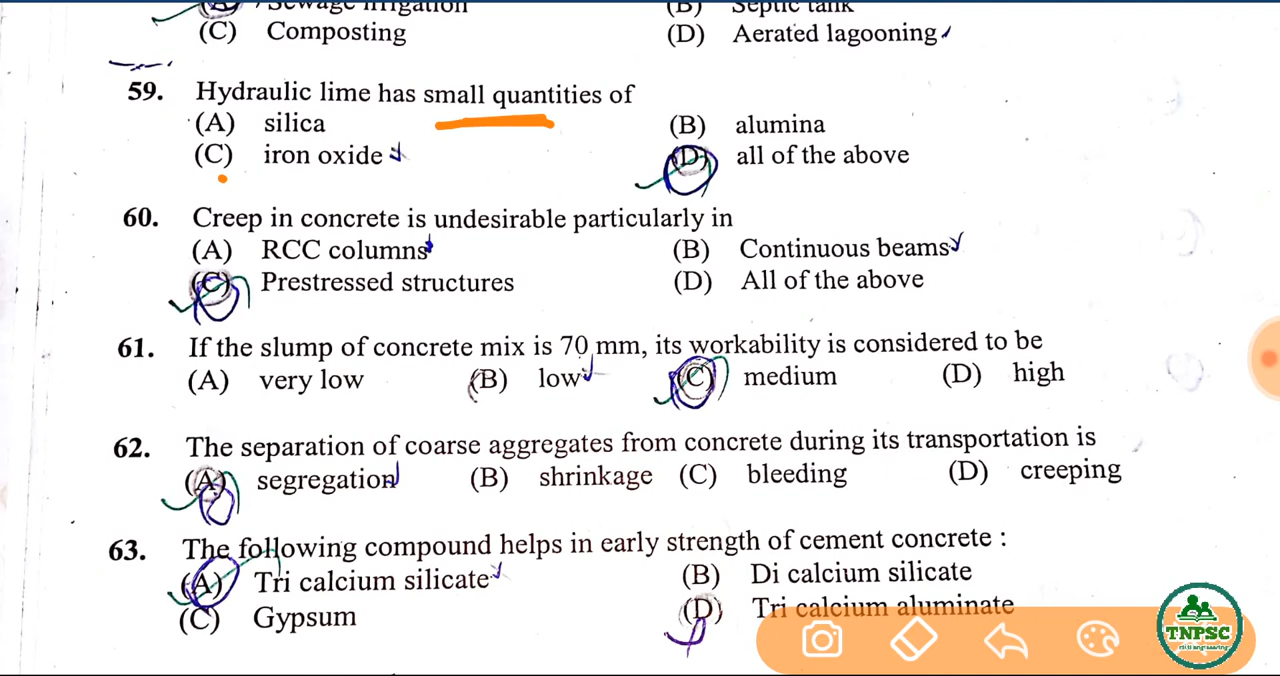 Sewage irrigation (B) Septic tank
(C) Composting (D) Aerated lagooning
59. Hydraulic lime has small quantities of
(A) silica (B) alumina
(C) iron oxide (D) all of the above
60. Creep in concrete is undesirable particularly in
(A) RCC columns (B) Continuous beams
(C) Prestressed structures (D) All of the above
61. If the slump of concrete mix is 70 mm, its workability is considered to be
(A) very low (B) low (C) medium (D) high
62. The separation of coarse aggregates from concrete during its transportation is
(A) segregation (B) shrinkage (C) bleeding (D) creeping
63. The following compound helps in early strength of cement concrete :
(A) Tri calcium silicate (B) Di calcium silicate
(C) Gypsum (D) Tri calcium aluminate
TNPSC